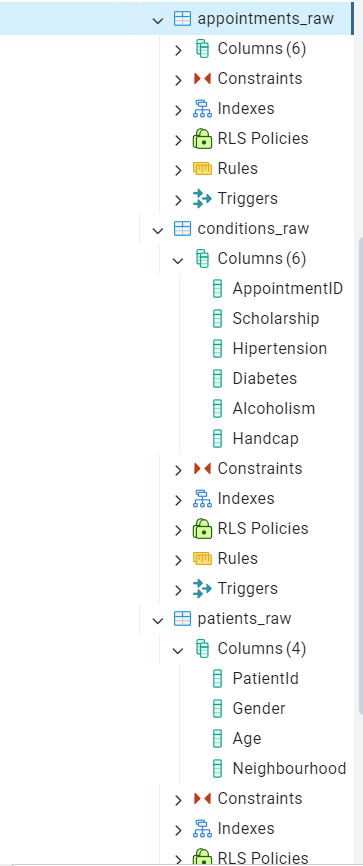 appointments_raw
Columns (6)
Constraints
Indexes
RLS Policies
Rules
Triggers
conditions_raw
Columns (6)
AppointmentID
Scholarship
Hipertension
Diabetes
Alcoholism
Handcap
Constraints
Indexes
RLS Policies
Rules
Triggers
patients_raw
Columns (4)
PatientId
Gender
Age
Neighbourhood
Constraints
Indexes
RLS Policies